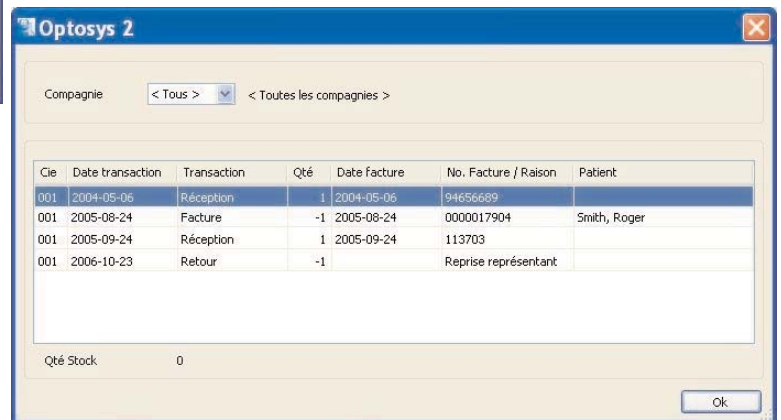 Optosys 2
Compagnie < Tous > < Toutes les compagnies >
Cie Date transaction Transaction Qté Date facture No. Facture / Raison Patient
001 2004-05-06 Réception 1 2004-05-06 94656689
001 2005-08-24 Facture -1 2005-08-24 0000017904 Smith, Roger
001 2005-09-24 Réception 1 2005-09-24 113703
001 2006-10-23 Retour -1 Reprise représentant
Qté Stock 0
Ok